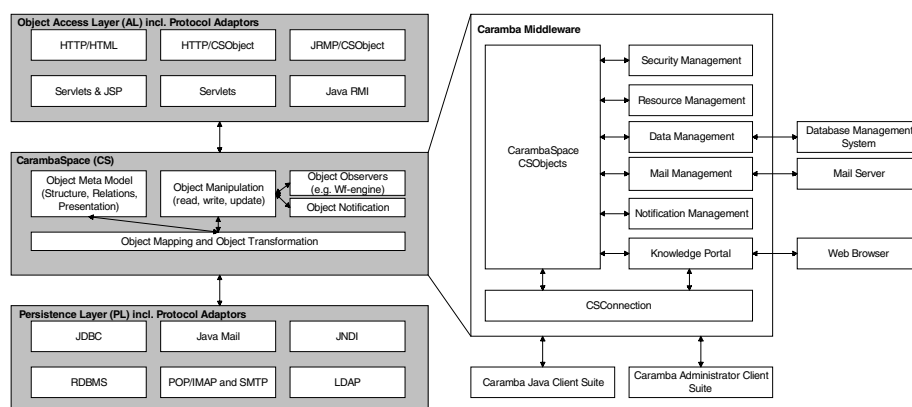 Object Access Layer (AL) incl. Protocol Adaptors
HTTP/HTML
HTTP/CSObject
JRMP/CSObject
Servlets & JSP
Servlets
Java RMI
CarambaSpace (CS)
Object Meta Model
(Structure, Relations,
Presentation)
Object Manipulation
(read, write, update)
Object Observers
(e.g. Wf-engine)
Object Notification
Object Mapping and Object Transformation
Persistence Layer (PL) incl. Protocol Adaptors
JDBC
Java Mail
JNDI
RDBMS
POP/IMAP and SMTP
LDAP
Caramba Middleware
CarambaSpace
CSObjects
Security Management
Resource Management
Data Management
Mail Management
Notification Management
Knowledge Portal
CSConnection
Database Management
System
Mail Server
Web Browser
Caramba Java Client Suite
Caramba Administrator Client
Suite